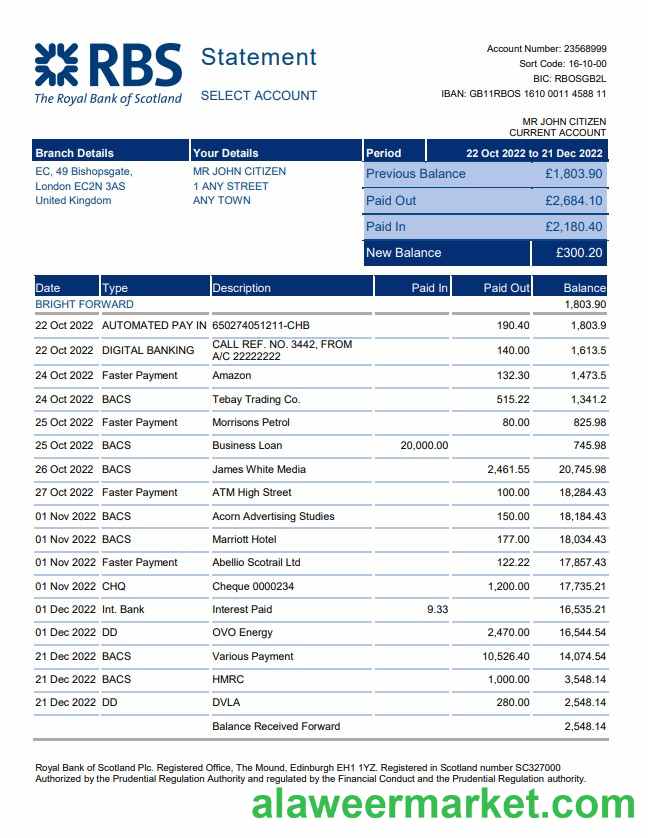 RBS
The Royal Bank of Scotland
Statement
SELECT ACCOUNT
Account Number: 23568999
Sort Code: 16-10-00
BIC: RBOSGB2L
IBAN: GB11RBOS 1610 0011 4588 11
MR JOHN CITIZEN
CURRENT ACCOUNT
Branch Details Your Details Period 22 Oct 2022 to 21 Dec 2022
EC, 49 Bishopsgate, MR JOHN CITIZEN
London EC2N 3AS 1 ANY STREET
United Kingdom ANY TOWN
Previous Balance £1,803.90
Paid Out £2,684.10
Paid In £2,180.40
New Balance £300.20
Date Type Description Paid In Paid Out Balance
BRIGHT FORWARD 1,803.90
22 Oct 2022 AUTOMATED PAY IN 650274051211-CHB 190.40 1,803.9
22 Oct 2022 DIGITAL BANKING CALL REF. NO. 3442, FROM
A/C 22222222 140.00 1,613.5
24 Oct 2022 Faster Payment Amazon 132.30 1,473.5
24 Oct 2022 BACS Tebay Trading Co. 515.22 1,341.2
25 Oct 2022 Faster Payment Morrisons Petrol 80.00 825.98
25 Oct 2022 BACS Business Loan 20,000.00 745.98
26 Oct 2022 BACS James White Media 2,461.55 20,745.98
27 Oct 2022 Faster Payment ATM High Street 100.00 18,284.43
01 Nov 2022 BACS Acorn Advertising Studies 150.00 18,184.43
01 Nov 2022 BACS Marriott Hotel 177.00 18,034.43
01 Nov 2022 Faster Payment Abellio Scotrail Ltd 122.22 17,857.43
01 Nov 2022 CHQ Cheque 0000234 1,200.00 17,735.21
01 Dec 2022 Int. Bank Interest Paid 9.33 16,535.21
01 Dec 2022 DD OVO Energy 2,470.00 16,544.54
21 Dec 2022 BACS Various Payment 10,526.40 14,074.54
21 Dec 2022 BACS HMRC 1,000.00 3,548.14
21 Dec 2022 DD DVLA 280.00 2,548.14
Balance Received Forward 2,548.14
Royal Bank of Scotland Plc. Registered Office, The Mound, Edinburgh EH1 1YZ. Registered in Scotland number SC327000
Authorized by the Prudential Regulation Authority and regulated by the Financial Conduct and the Prudential Regulation authority.
alaweermarket.com